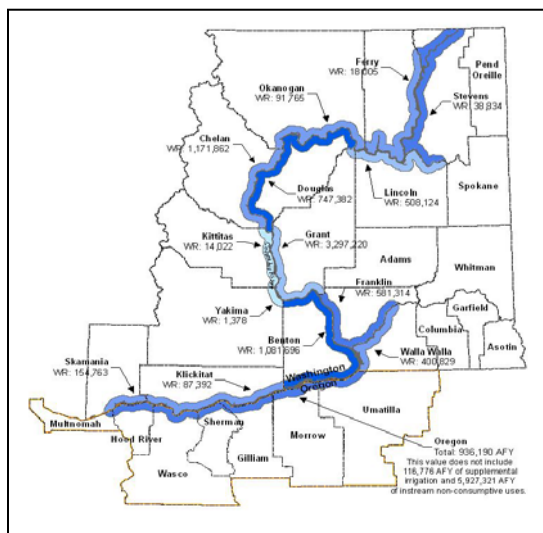 Ferry
WR: 18,005
Pend
Oreille
Okanogan
WR: 91,765
Stevens
WR: 38,834
Chelan
WR: 1,171,862
Douglas
WR: 747,382
Lincoln
WR: 508,124
Spokane
Kittitas
WR: 14,022
Grant
WR: 3,297,220
Adams
Whitman
Franklin
WR: 581,314
Yakima
WR: 1,378
Garfield
Columbia
Asotin
Benton
WR: 1,081,696
Walla Walla
WR: 400,829
Skamania
WR: 154,763
Klickitat
WR: 87,392
Washington
Oregon
Multnomah
Hood River
Sherman
Umatilla
Morrow
Gilliam
Wasco
Oregon
Total: 936,190 AFY
This value does not include
116,776 AFY of supplemental
irrigation and 5,927,321 AFY
of instream non-consumptive uses.